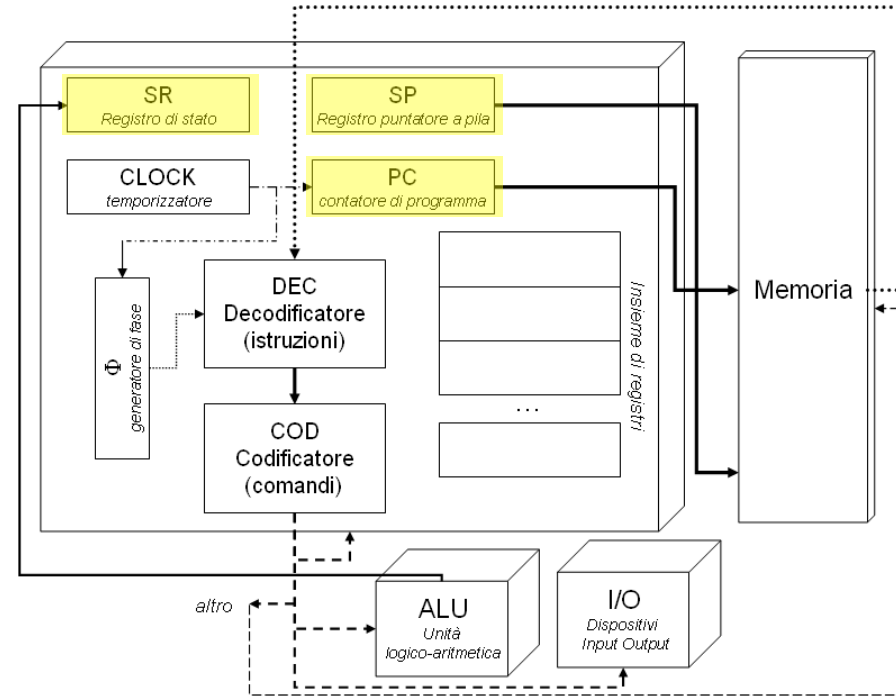 SR
Registro di stato
SP
Registro puntatore a pila
CLOCK
temporizzatore
PC
contatore di programma
DEC
Decodificatore
(istruzioni)
Φ
generatore di fase
COD
Codificatore
(comandi)
...
Insieme di registri
Memoria
altro
ALU
Unità
logico-aritmetica
I/O
Dispositivi
Input Output